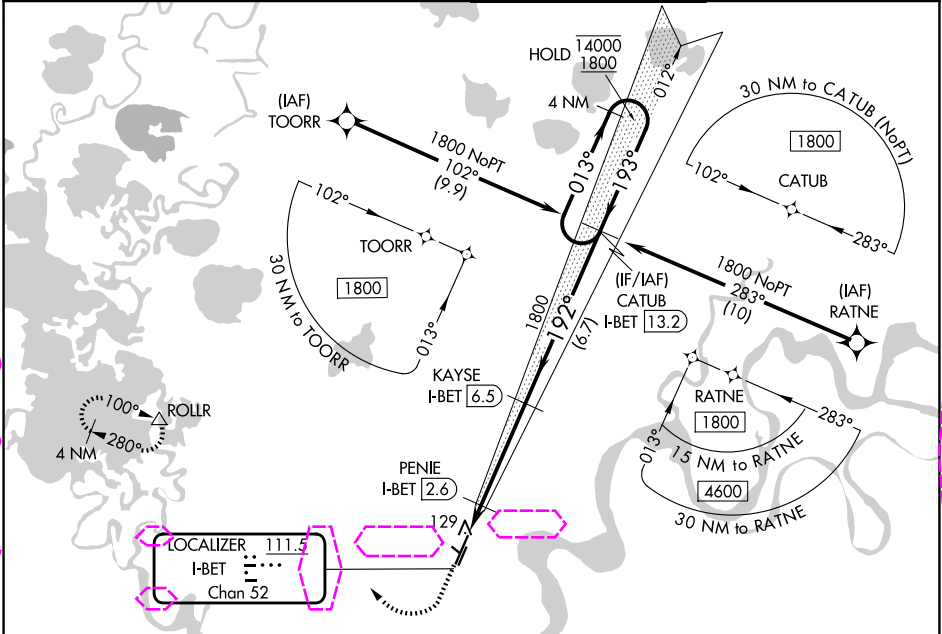 HOLD 14000
1800
4 NM
012°
(IAF)
TOORR
1800 NoPT
102°
(9.9)
013°
193°
30 NM to CATUB (NoPT)
1800
102°
CATUB
283°
102°
TOORR
1800
013°
30 NM to TOORR
1800
192°
(6.7)
(IF/IAF)
CATUB
I-BET 13.2
1800 NoPT
283°
(10)
(IAF)
RATNE
KAYSE
I-BET 6.5
RATNE
1800
283°
013°
15 NM to RATNE
4600
30 NM to RATNE
100°
ROLLR
280°
4 NM
PENIE
I-BET 2.6
129
LOCALIZER 111.5
I-BET
Chan 52